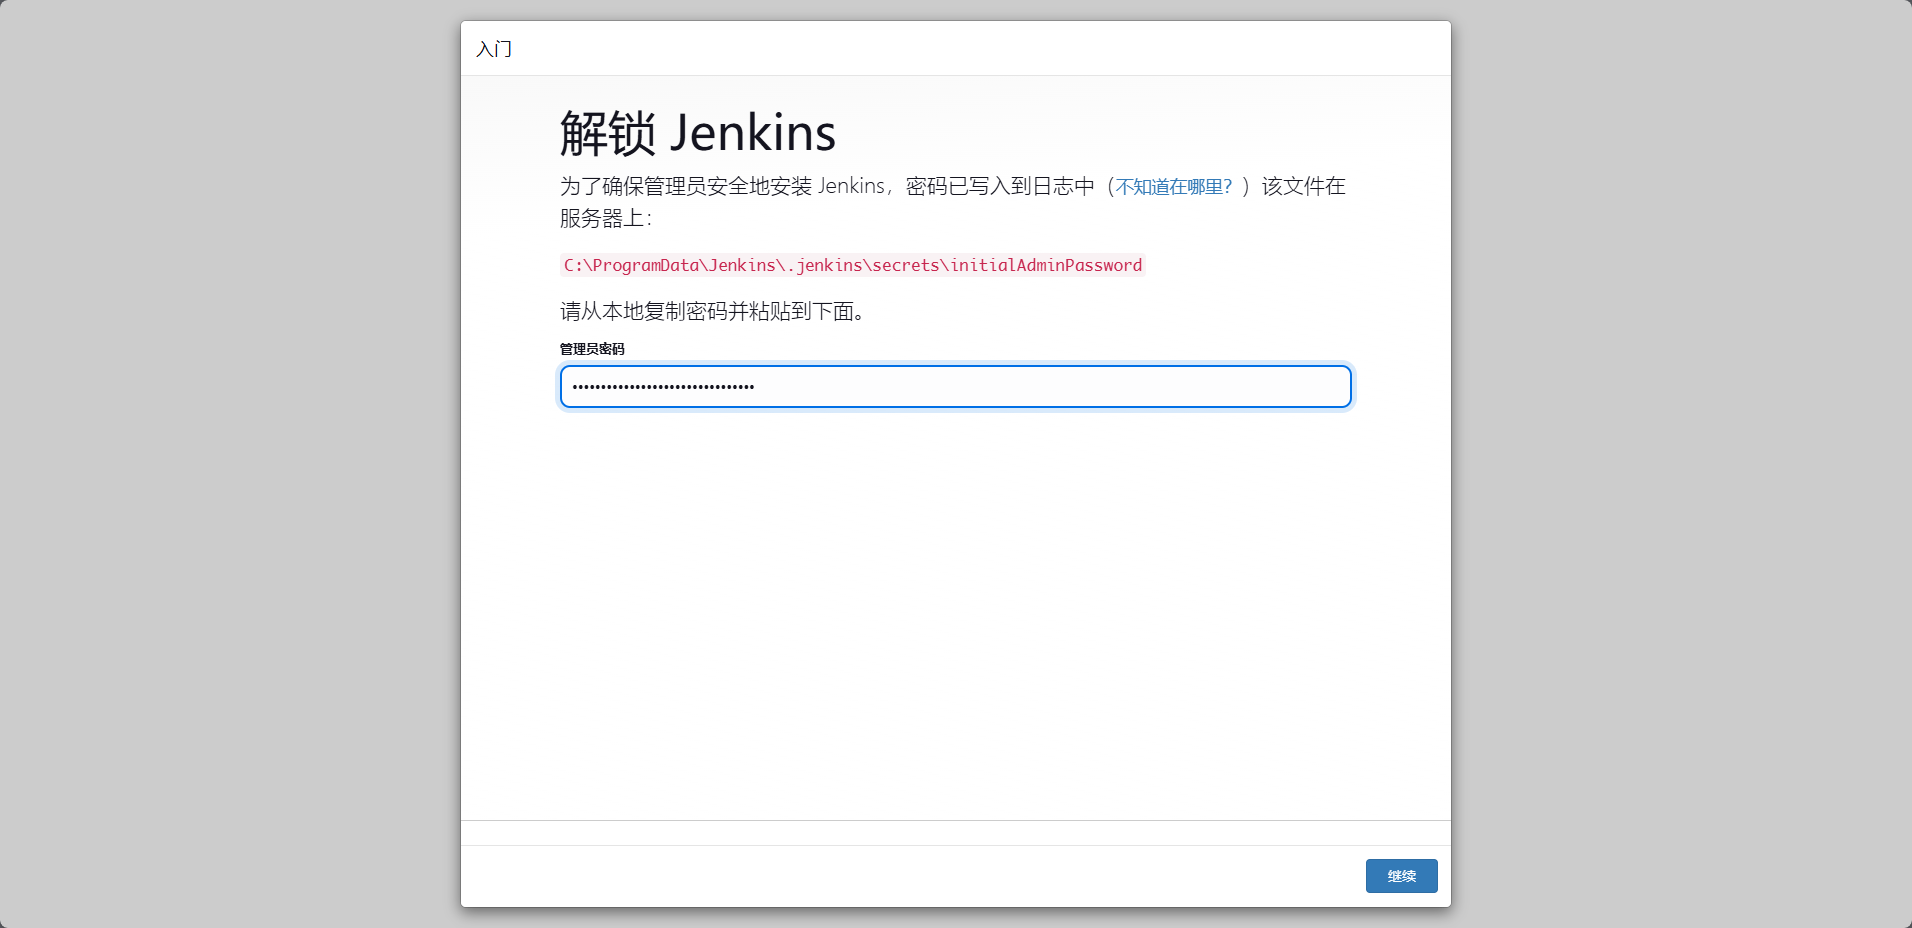 入门
解锁 Jenkins
为了确保管理员安全地安装 Jenkins，密码已写入到日志中（不知道在哪里？）该文件在
服务器上：
C:\ProgramData\Jenkins\.jenkins\secrets\initialAdminPassword
请从本地复制密码并粘贴到下面。
管理员密码
••••••••••••••••••••••••••••••••
继续